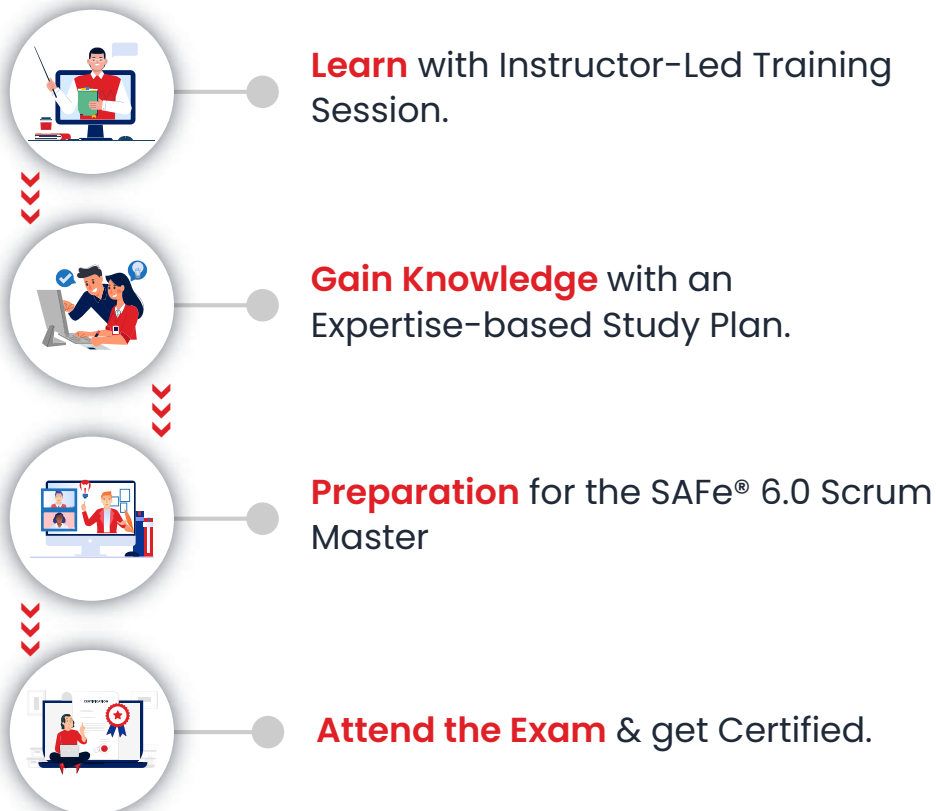 Learn with Instructor-Led Training
Session.
Gain Knowledge with an
Expertise-based Study Plan.
Preparation for the SAFe® 6.0 Scrum
Master
CERTIFICATION
Attend the Exam & get Certified.